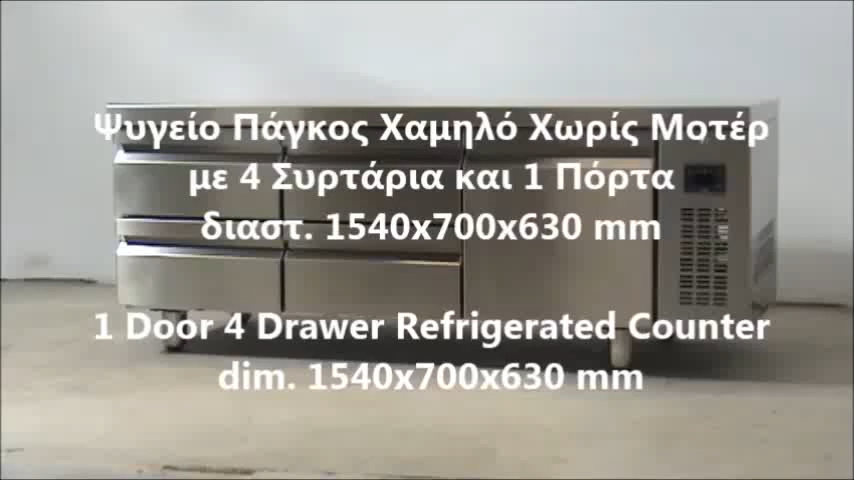 Ψυγείο Πάγκος Χαμηλό Χωρίς Μοτέρ
με 4 Συρτάρια και 1 Πόρτα
διαστ. 1540x700x630 mm
1 Door 4 Drawer Refrigerated Counter
dim. 1540x700x630 mm